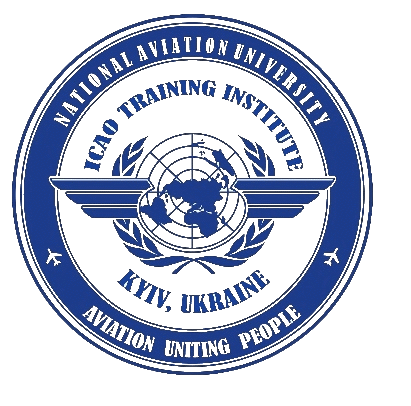 NATIONAL AVIATION UNIVERSITY
ICAO TRAINING INSTITUTE
KYIV, UKRAINE
AVIATION UNITING PEOPLE